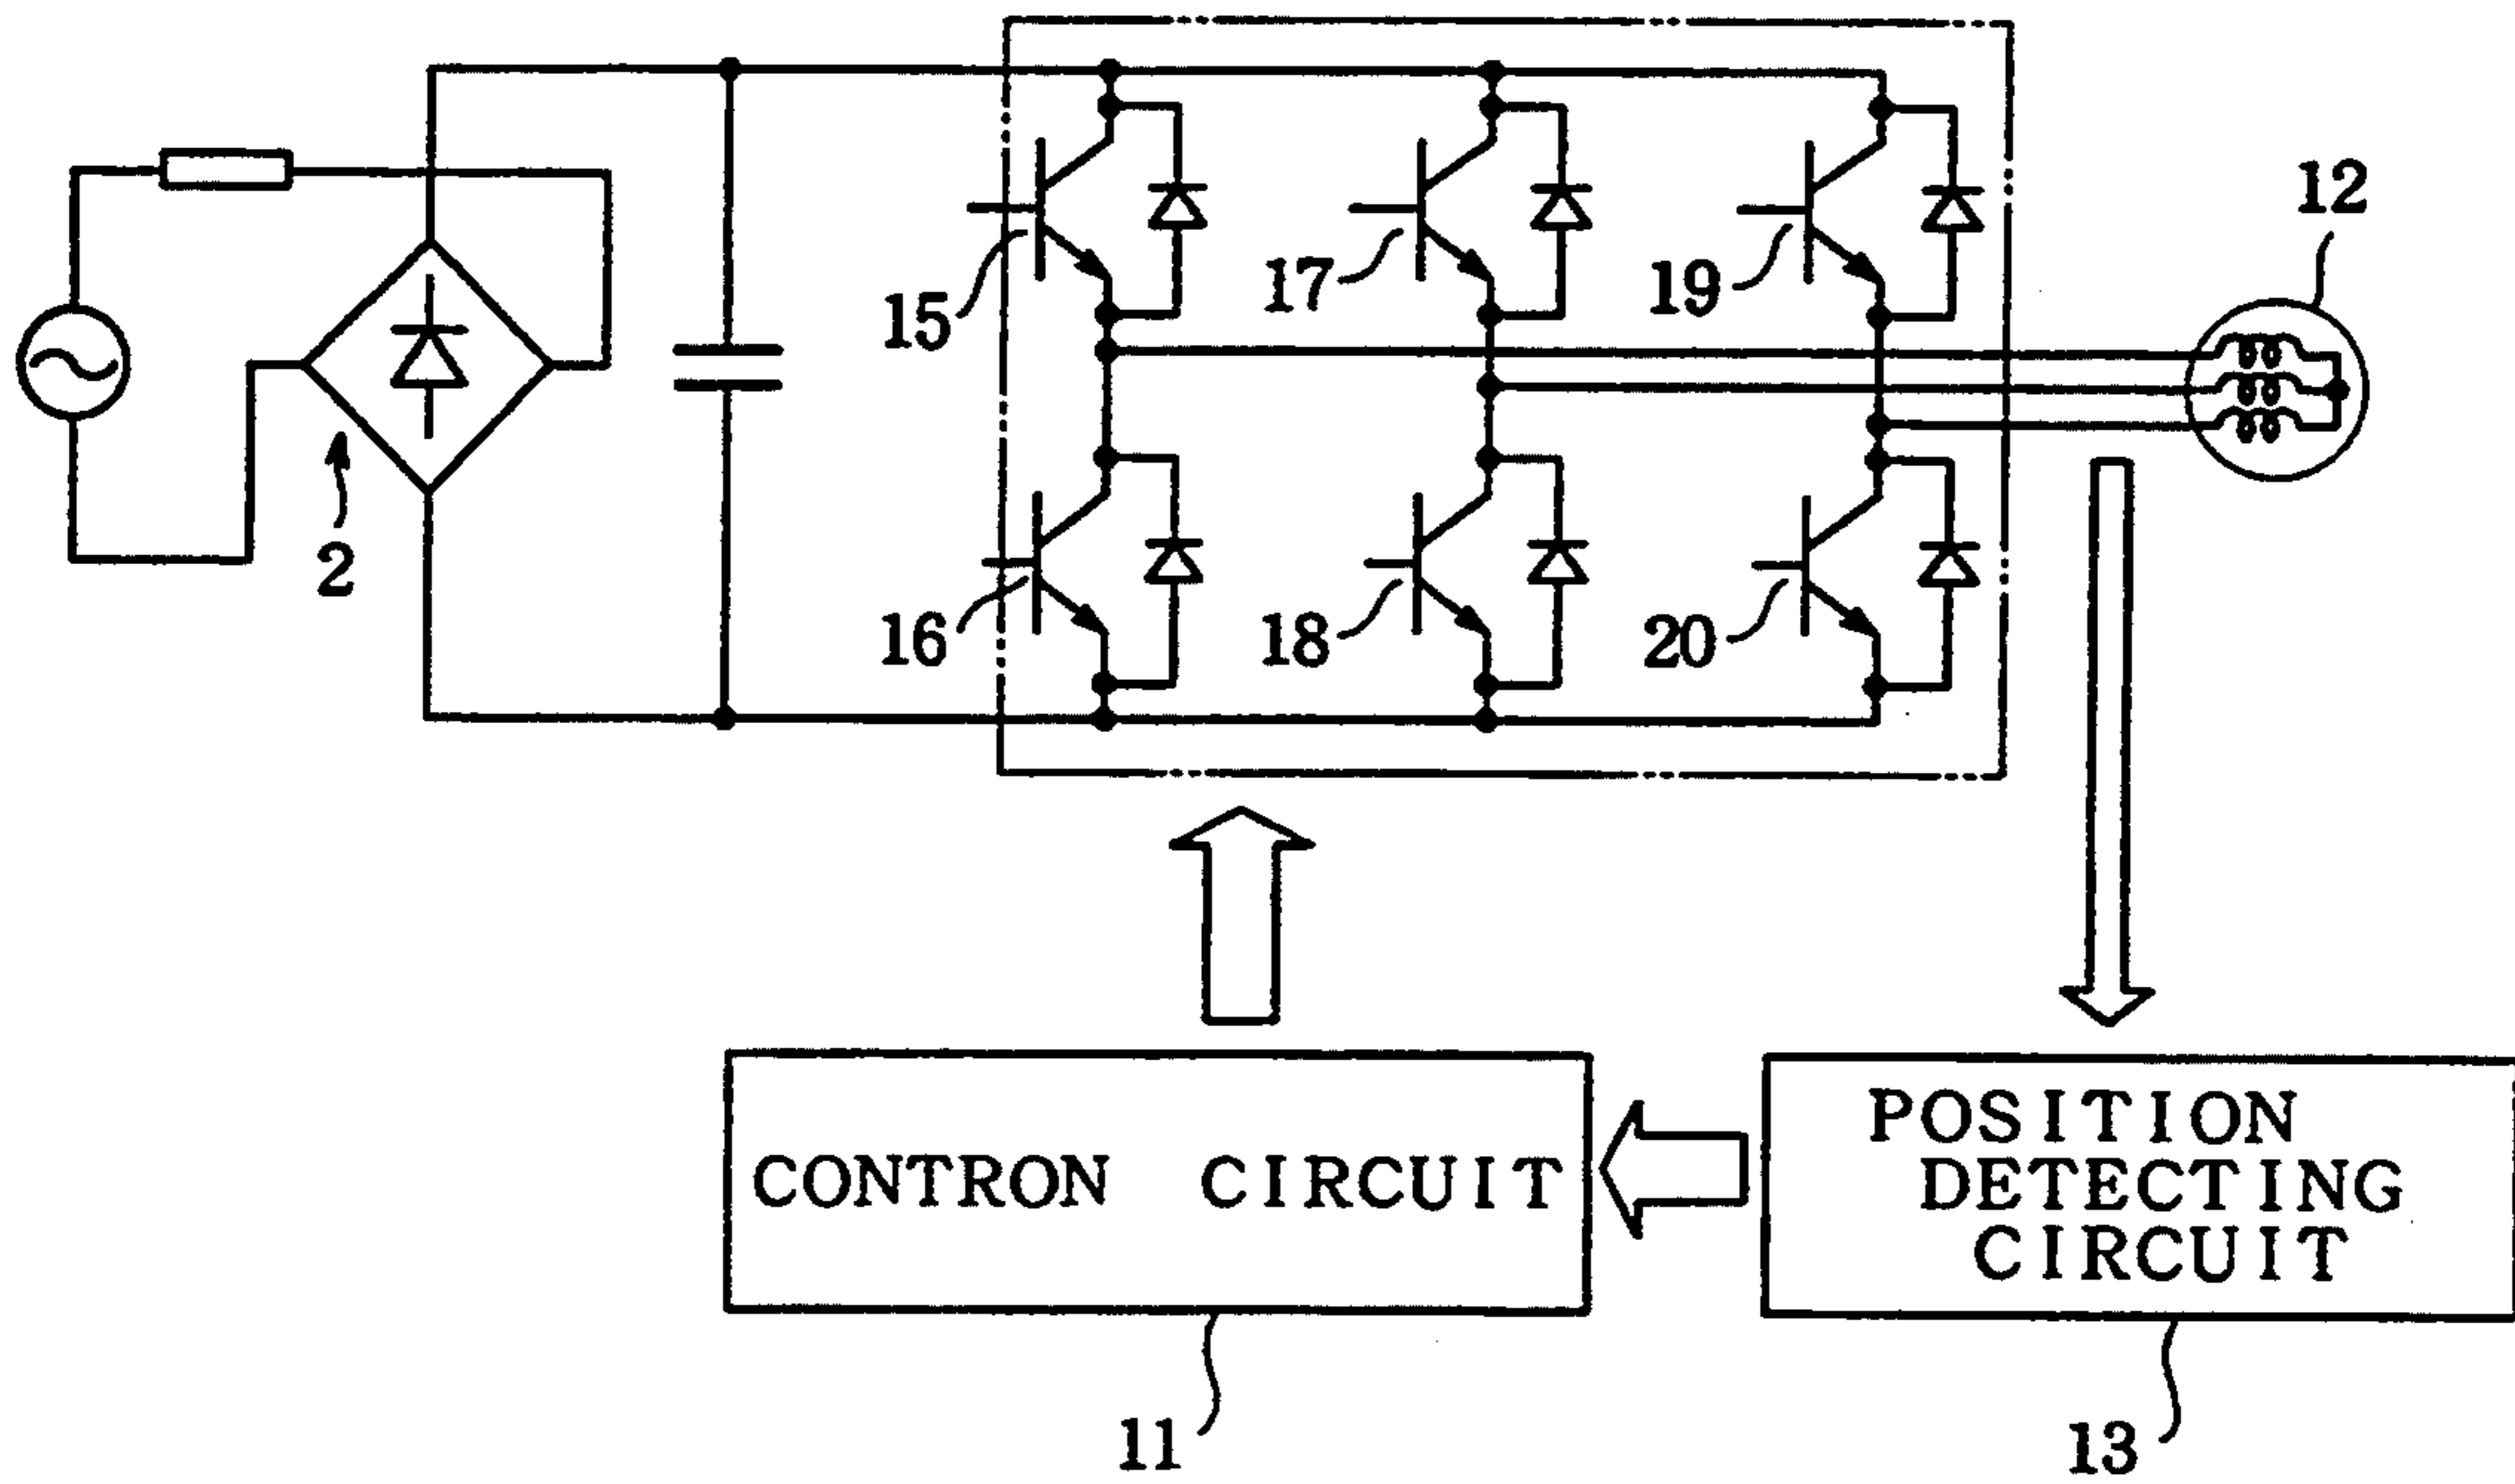 12
15
17
19
2
16
18
20
CONTRON CIRCUIT
POSITION
DETECTING
CIRCUIT
11
13